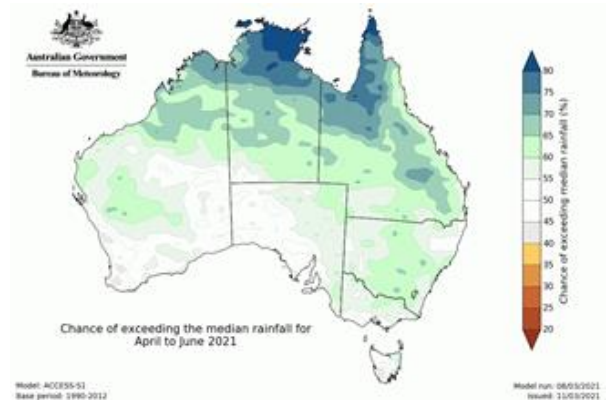 Australian Government
Bureau of Meteorology
80
75
70
65
60
55
50
45
40
35
30
25
20
Chance of exceeding median rainfall (%)
Chance of exceeding the median rainfall for
April to June 2021
Model: ACCESS-S1
Base period: 1990-2012
Model run: 08/03/2021
Issued: 11/03/2021